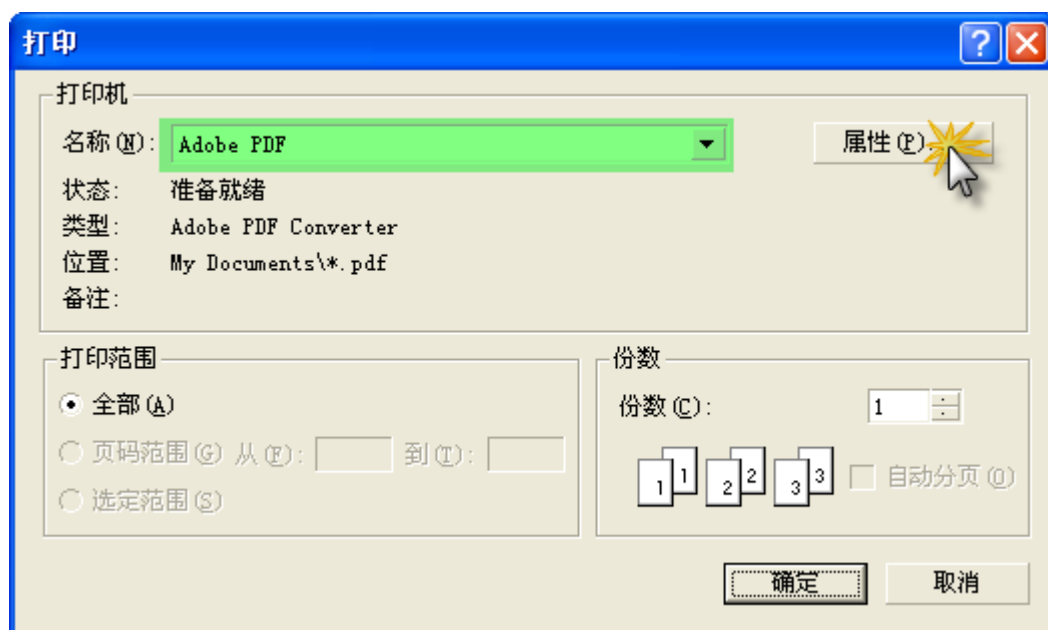 打印
打印机
名称(N): Adobe PDF 属性(P).
状态: 准备就绪
类型: Adobe PDF Converter
位置: My Documents\*.pdf
备注:
打印范围
全部(A)
页码范围(G) 从(F): 到(T):
选定范围(S)
份数
份数(C): 1
1 1 2 2 3 3 自动分页(O)
确定 取消